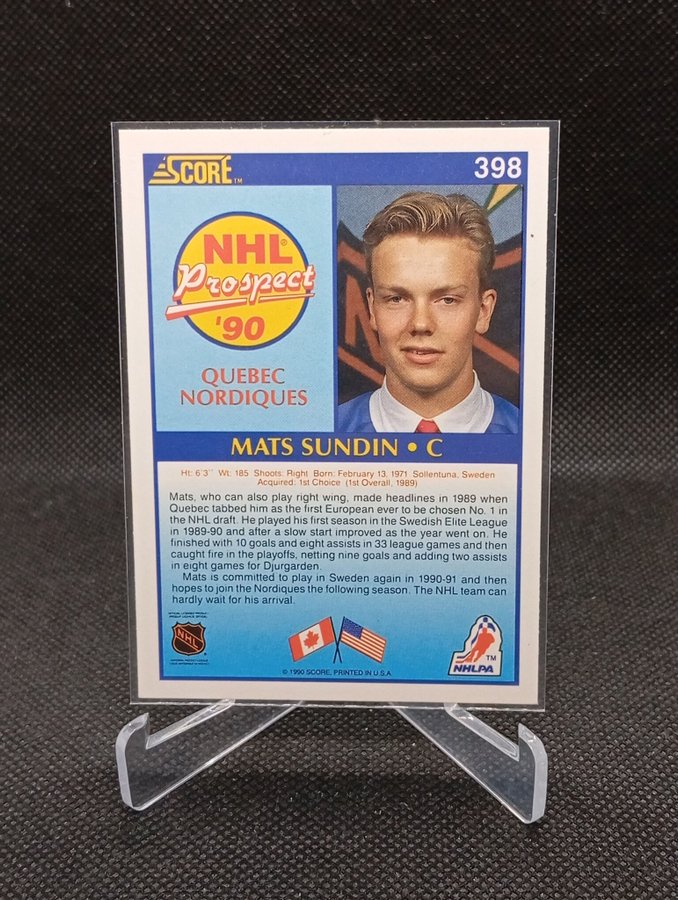 SCORE™
398
NHL®
Prospect
'90
QUEBEC
NORDIQUES
MATS SUNDIN • C
Ht: 6'3" Wt: 185 Shoots: Right Born: February 13, 1971 Sollentuna, Sweden
Acquired: 1st Choice (1st Overall, 1989)
Mats, who can also play right wing, made headlines in 1989 when
Quebec tabbed him as the first European ever to be chosen No. 1
in the NHL draft. He played his first season in the Swedish Elite League
in 1989-90 and after a slow start improved as the year went on. He
finished with 10 goals and eight assists in 33 league games and then
caught fire in the playoffs, netting nine goals and adding two assists
in eight games for Djurgarden.
Mats is committed to play in Sweden again in 1990-91 and then
hopes to join the Nordiques the following season. The NHL team can
hardly wait for his arrival.
NHL
TM
NHLPA
© 1990 SCORE, PRINTED IN U.S.A.